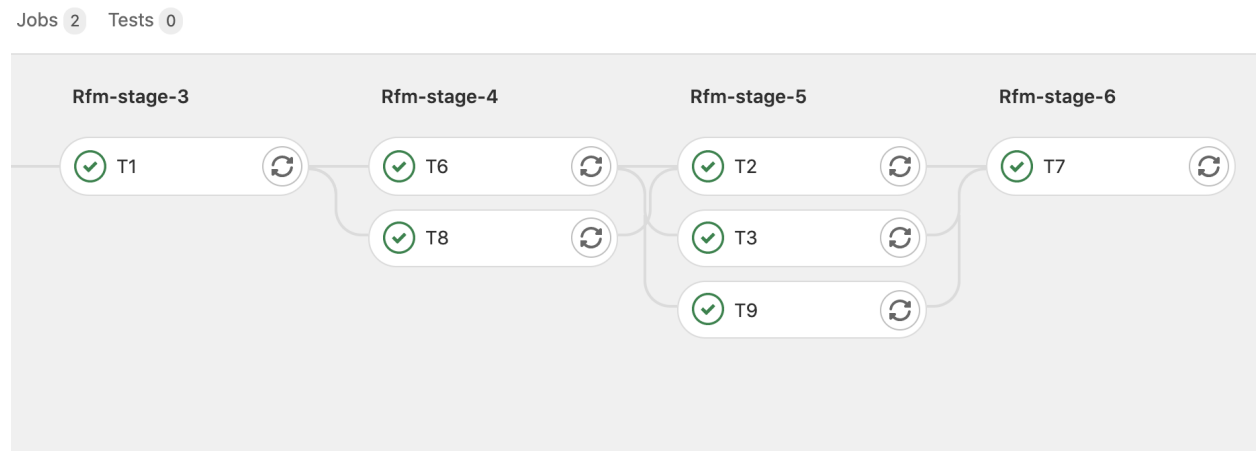 Jobs 2 Tests 0
Rfm-stage-3 Rfm-stage-4 Rfm-stage-5 Rfm-stage-6
T1 T6 T2 T7
T8 T3
T9